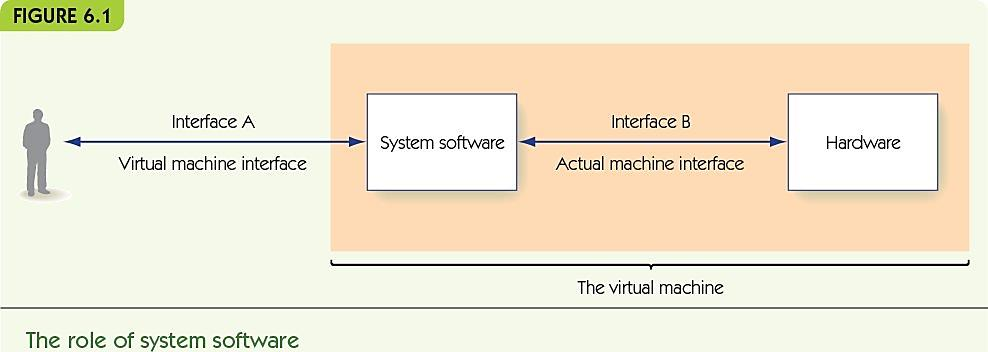 FIGURE 6.1
Interface A
Virtual machine interface
System software
Interface B
Actual machine interface
Hardware
The virtual machine
The role of system software